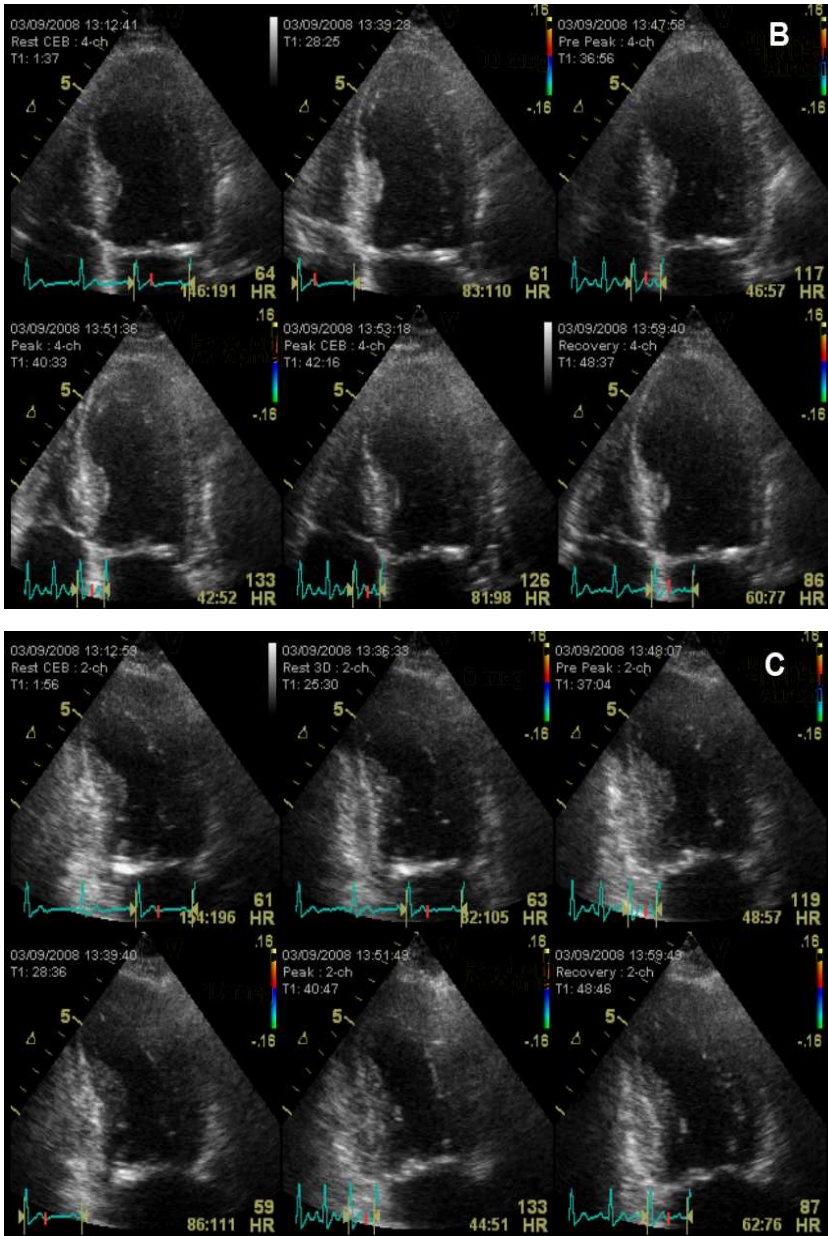 B
03/09/2008 13:12:41
Rest CEB : 4-ch
T1: 1:37
5
64
HR
146:191
03/09/2008 13:39:28
T1: 28:25
.16
-.16
5
61
HR
83:110
03/09/2008 13:47:58
Pre Peak : 4-ch
T1: 36:56
.16
-.16
5
117
HR
46:57
03/09/2008 13:51:36
Peak : 4-ch
T1: 40:33
.16
-.16
5
133
HR
42:52
03/09/2008 13:53:18
Peak CEB : 4-ch
T1: 42:16
5
126
HR
81:98
03/09/2008 13:59:40
Recovery : 4-ch
T1: 48:37
.16
-.16
5
86
HR
60:77
C
03/09/2008 13:12:59
Rest CEB : 2-ch
T1: 1:56
5
61
HR
154:196
03/09/2008 13:36:33
Rest 3D : 2-ch
T1: 25:30
.16
-.16
5
63
HR
82:105
03/09/2008 13:48:07
Pre Peak : 2-ch
T1: 37:04
.16
-.16
5
119
HR
48:57
03/09/2008 13:39:40
T1: 28:36
.16
-.16
5
59
HR
86:111
03/09/2008 13:51:49
Peak : 2-ch
T1: 40:47
.16
-.16
5
133
HR
44:51
03/09/2008 13:59:49
Recovery : 2-ch
T1: 48:46
.16
-.16
5
87
HR
62:76